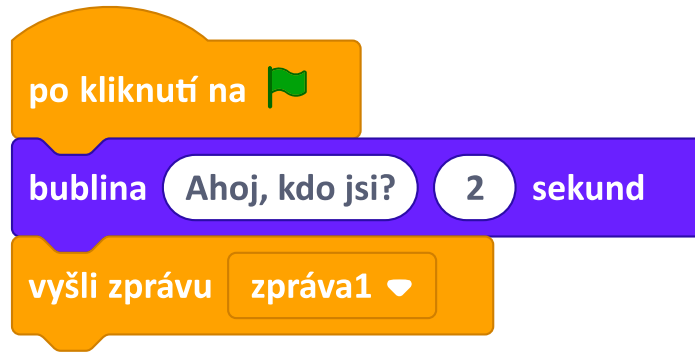 po kliknutí na
bublina Ahoj, kdo jsi? 2 sekund
vyšli zprávu zpráva1